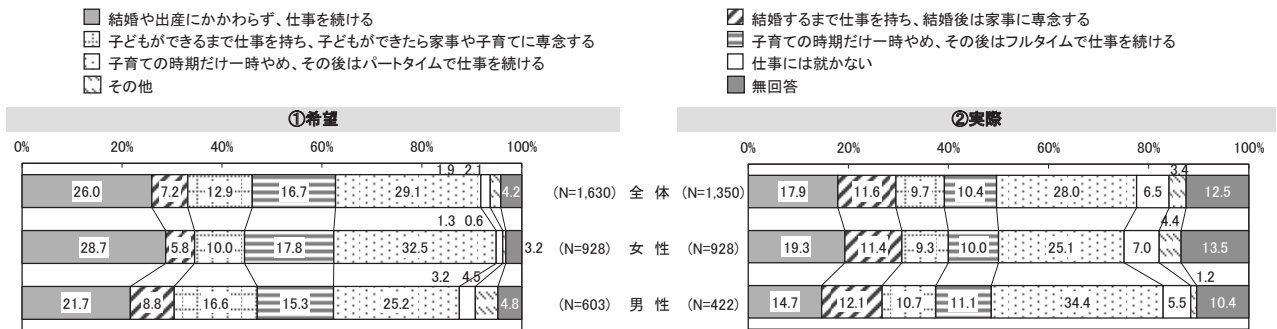 結婚や出産にかかわらず、仕事を続ける
結婚するまで仕事を持ち、結婚後は家事に専念する
子どもができるまで仕事を持ち、子どもができたら家事や子育てに専念する
子育ての時期だけ一時やめ、その後はフルタイムで仕事を続ける
子育ての時期だけ一時やめ、その後はパートタイムで仕事を続ける
仕事には就かない
その他
無回答
①希望
②実際
0% 20% 40% 60% 80% 100%
0% 20% 40% 60% 80% 100%
1.9 2.1
3.4
26.0 7.2 12.9 16.7 29.1 4.2 (N=1,630) 全体 (N=1,350) 17.9 11.6 9.7 10.4 28.0 6.5 12.5
1.3 0.6
4.4
28.7 5.8 10.0 17.8 32.5 3.2 (N=928) 女性 (N=928) 19.3 11.4 9.3 10.0 25.1 7.0 13.5
3.2 4.5
1.2
21.7 8.8 16.6 15.3 25.2 4.8 (N=603) 男性 (N=422) 14.7 12.1 10.7 11.1 34.4 5.5 10.4